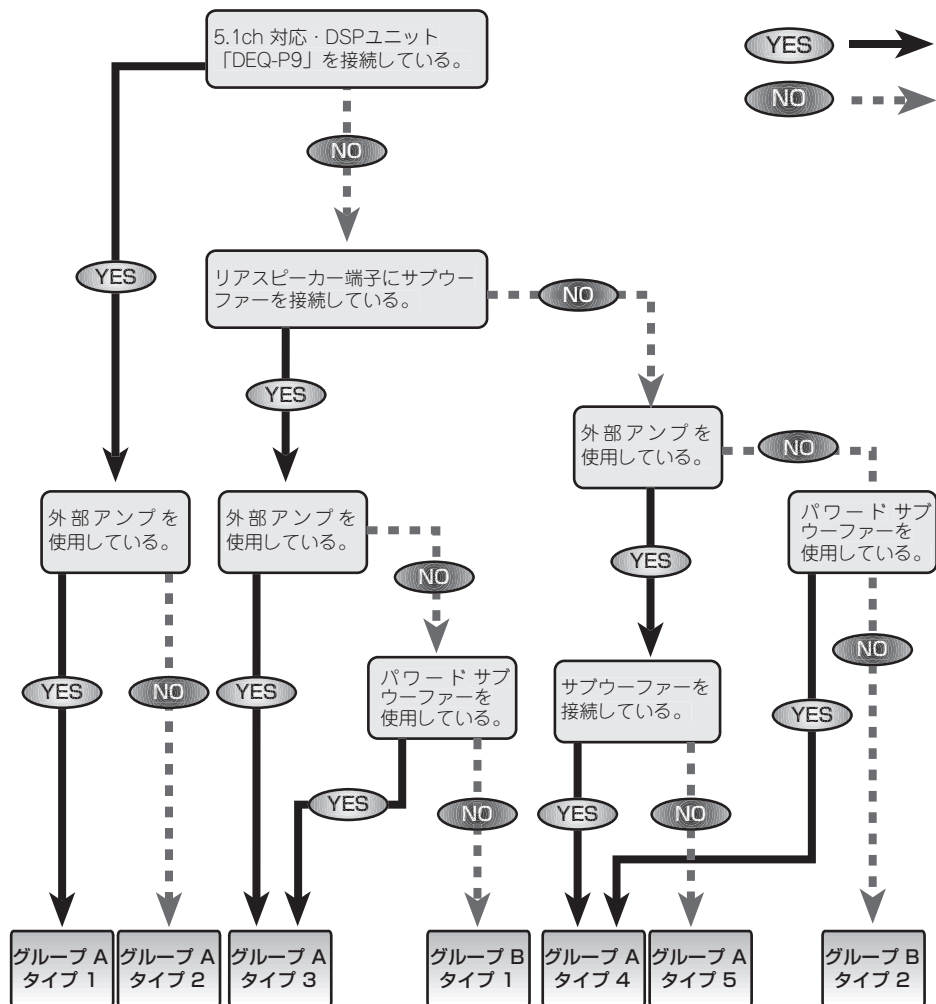 5.1ch 対応・DSPユニット
「DEQ-P9」を接続している。
YES
NO
NO
YES
リアスピーカー端子にサブウー
ファーを接続している。
NO
YES
外部アンプを
使用している。
NO
外部アンプを
使用している。
外部アンプを
使用している。
パワード サブ
ウーファーを
使用している。
NO
YES
NO
パワード サブ
ウーファーを
使用している。
サブウーファーを
接続している。
YES
NO
YES
YES
YES
NO
YES
NO
グループ A
タイプ 1
グループ A
タイプ 2
グループ A
タイプ 3
グループ B
タイプ 1
グループ A
タイプ 4
グループ A
タイプ 5
グループ B
タイプ 2